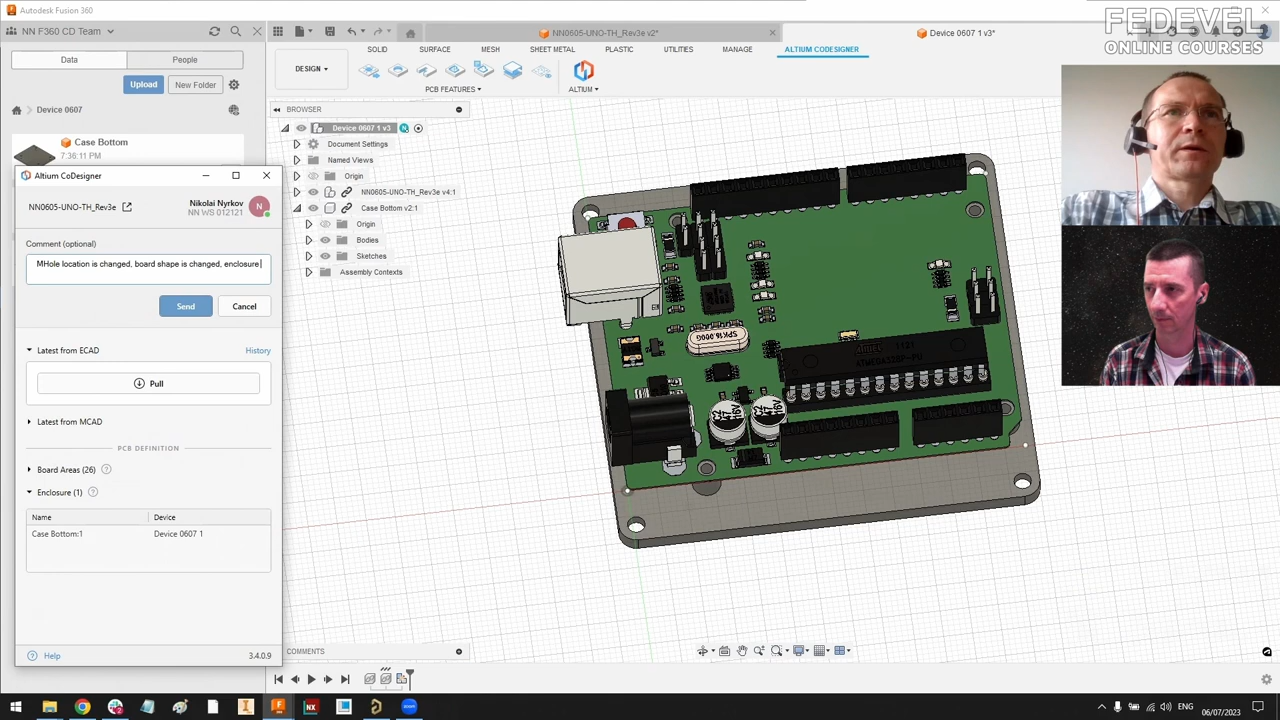 Autodesk Fusion 360
FEDEVEL
ONLINE COURSES
NN F360 CD Team
NN0605-UNO-TH_Rev3e v2*
Device 0607 1 v3*
Data
People
SOLID
SURFACE
MESH
SHEET METAL
PLASTIC
UTILITIES
MANAGE
ALTIUM CODESIGNER
DESIGN
Upload
New Folder
PCB FEATURES
ALTIUM
Device 0607
BROWSER
Device 0607 1 v3
N
Case Bottom
7:36:11 PM
Document Settings
Named Views
Origin
NN0605-UNO-TH_Rev3e v4:1
Case Bottom v2:1
Origin
Bodies
Sketches
Assembly Contexts
Altium CoDesigner
NN0605-UNO-TH_Rev3e
Nikolai Nyrkov
NN WS 012121
N
Comment (optional)
MHole location is changed, board shape is changed, enclosure
Send
Cancel
Latest from ECAD
History
Pull
Latest from MCAD
PCB DEFINITION
Board Areas (26)
Enclosure (1)
Name
Device
Case Bottom:1
Device 0607 1
Help
3.4.0.9
SPK16.000G
ATMEGA328P-PU
COMMENTS
ENG
06/07/2023